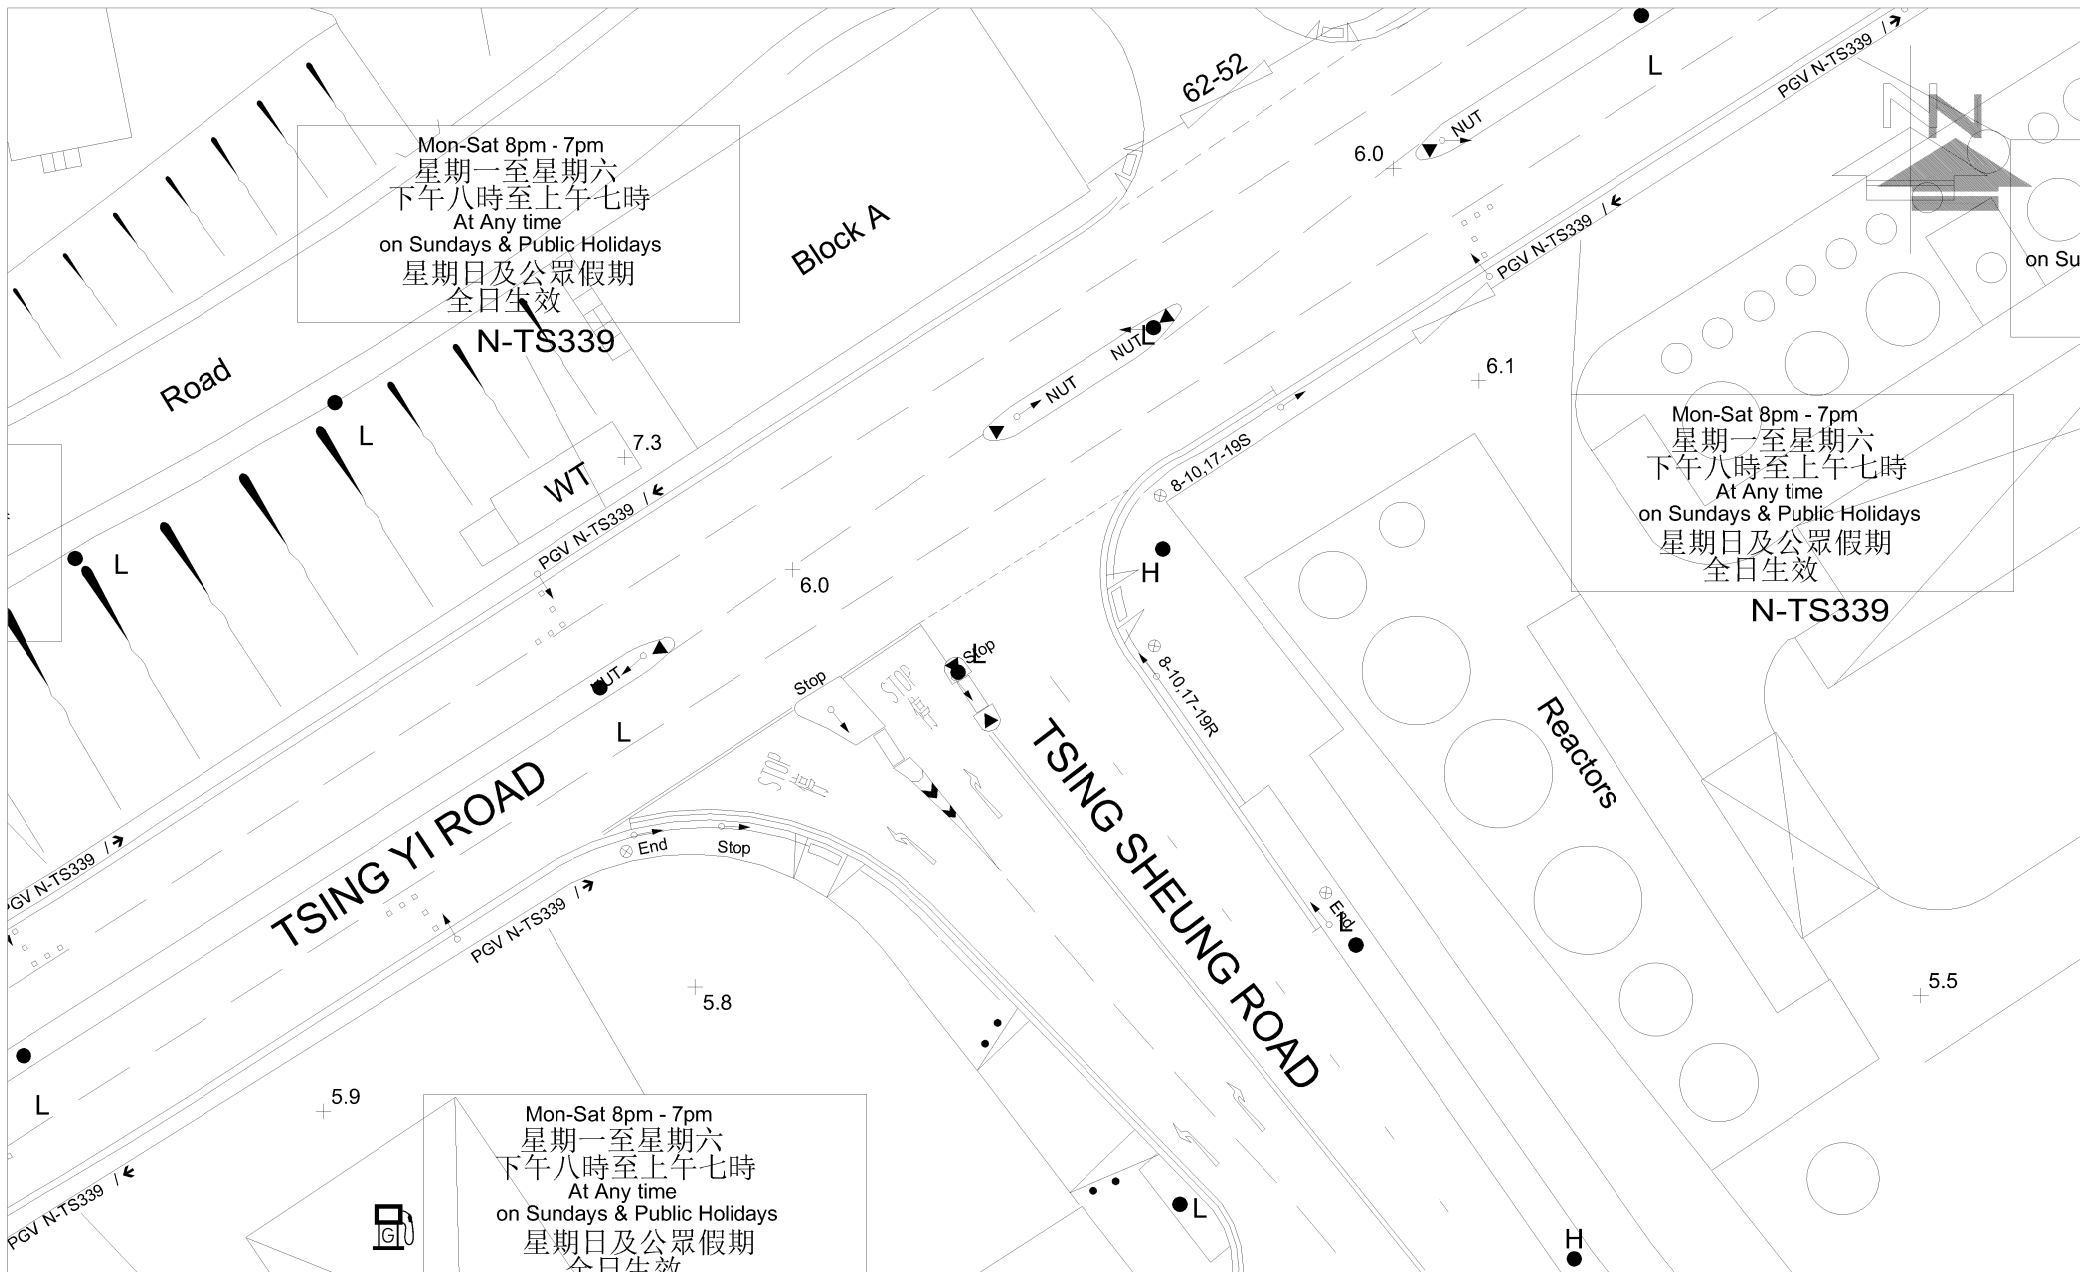 PGV N-TS339 /
L
62-52
NUT
6.0
N
N
Mon-Sat 8pm - 7pm
星期一至星期六
下午八時至上午七時
At Any time
on Sundays & Public Holidays
星期日及公眾假期
全日生效
N-TS339
Block A
PGV N-TS339 /
on Su
NUT
L
6.1
Road
NUT
L
7.3
WT
PGV N-TS339 /
8-10,17-19S
Mon-Sat 8pm - 7pm
星期一至星期六
下午八時至上午七時
At Any time
on Sundays & Public Holidays
星期日及公眾假期
全日生效
N-TS339
L
H
6.0
L
Stop
Stop
STOP
8-10,17-19R
NUT
L
STOP
Reactors
TSING YI ROAD
TSING SHEUNG ROAD
End
Stop
PGV N-TS339 /
PGV N-TS339 /
End
L
5.8
5.5
L
5.9
Mon-Sat 8pm - 7pm
星期一至星期六
下午八時至上午七時
At Any time
on Sundays & Public Holidays
星期日及公眾假期
全日生效
PGV N-TS339 /
G
L
H